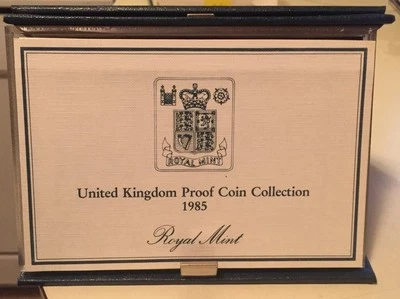 ROYAL MINT
United Kingdom Proof Coin Collection
1985
Royal Mint